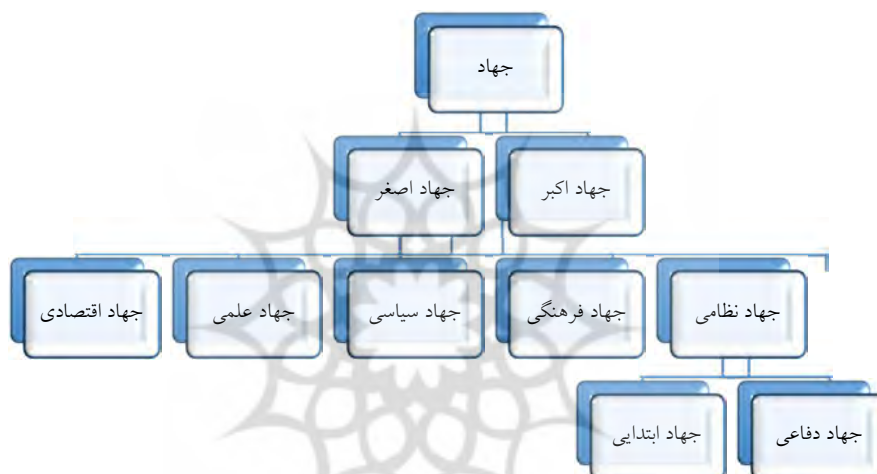 جهاد
جهاد اکبر
جهاد اصغر
جهاد نظامی
جهاد فرهنگی
جهاد سیاسی
جهاد علمی
جهاد اقتصادی
جهاد دفاعی
جهاد ابتدایی